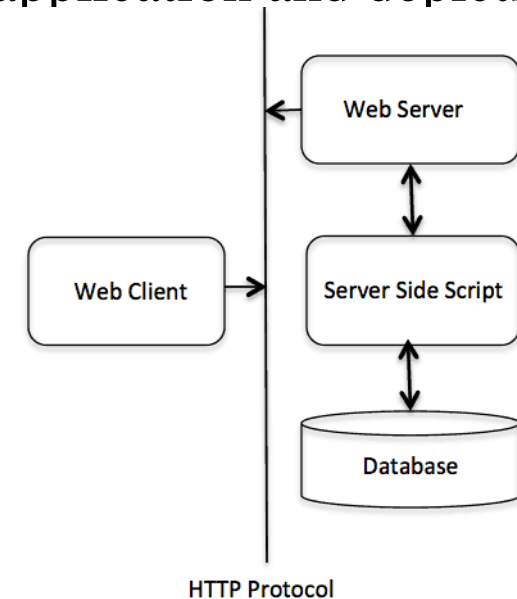 Web Server
Web Client
Server Side Script
Database
HTTP Protocol